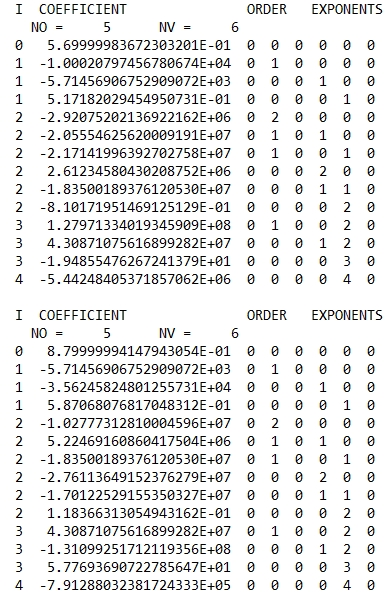 I  COEFFICIENT               ORDER   EXPONENTS
NO =     5      NV =     6
0   5.69999983672303201E-01  0  0  0  0  0  0
1  -1.00020797456780674E+04  0  1  0  0  0  0
1  -5.71456906752909072E+03  0  0  0  1  0  0
1   5.17182029454950731E-01  0  0  0  0  1  0
2  -2.92075202136922162E+06  0  2  0  0  0  0
2  -2.05554625620009191E+07  0  1  0  1  0  0
2  -2.17141996392702758E+07  0  1  0  0  1  0
2   2.61234580430208752E+06  0  0  0  2  0  0
2  -1.83500189376120530E+07  0  0  0  1  1  0
2  -8.10171951469125129E-01  0  0  0  0  2  0
3   1.27971334019345909E+08  0  1  0  0  2  0
3   4.30871075616899282E+07  0  0  0  1  2  0
3  -1.94855476267241379E+01  0  0  0  0  3  0
4  -5.44248405371857062E+06  0  0  0  0  4  0
I  COEFFICIENT               ORDER   EXPONENTS
NO =     5      NV =     6
0   8.79999994147943054E-01  0  0  0  0  0  0
1  -5.71456906752909072E+03  0  1  0  0  0  0
1  -3.56245824801255731E+04  0  0  0  1  0  0
1   5.87068076817048312E-01  0  0  0  0  1  0
2  -1.02777312810004596E+07  0  2  0  0  0  0
2   5.22469160860417504E+06  0  1  0  1  0  0
2  -1.83500189376120530E+07  0  1  0  0  1  0
2  -2.76113649152376279E+07  0  0  0  2  0  0
2  -1.70122529155350327E+07  0  0  0  1  1  0
2   1.18366313054943162E-01  0  0  0  0  2  0
3   4.30871075616899282E+07  0  1  0  0  2  0
3  -1.31099251712119356E+08  0  0  0  1  2  0
3   5.77693690722785647E+01  0  0  0  0  3  0
4  -7.91288032381724333E+05  0  0  0  0  4  0